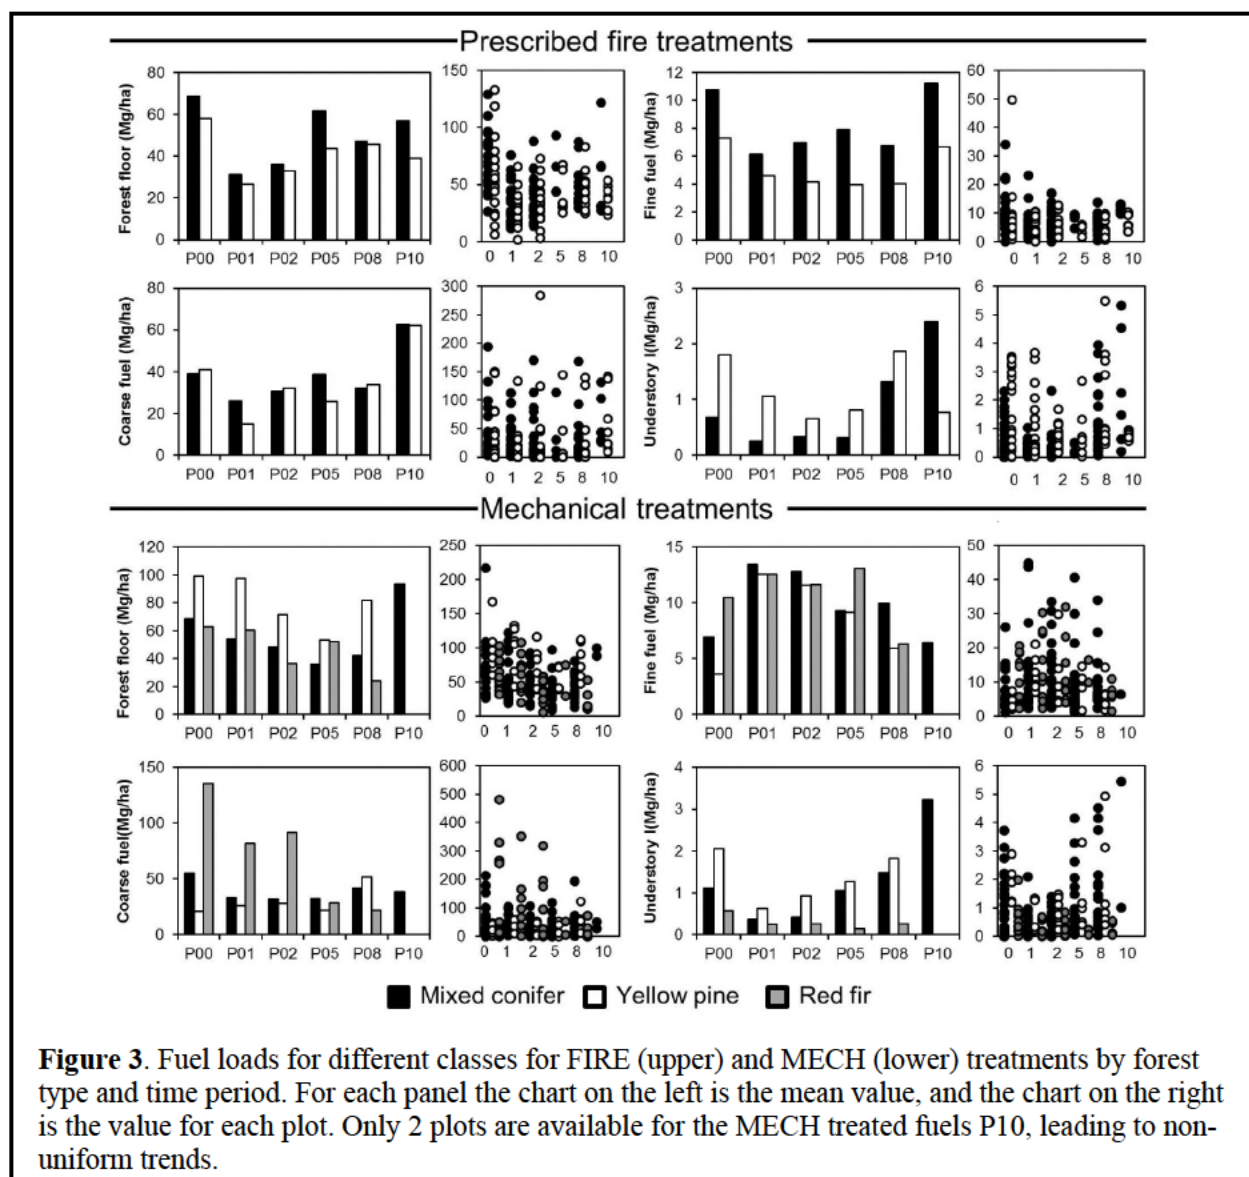 Prescribed fire treatments
Forest floor (Mg/ha)
80
60
40
20
0
P00 P01 P02 P05 P08 P10
150
100
50
0
0 1 2 5 8 10
Fine fuel (Mg/ha)
12
10
8
6
4
2
0
P00 P01 P02 P05 P08 P10
60
50
40
30
20
10
0
0 1 2 5 8 10
Coarse fuel (Mg/ha)
80
60
40
20
0
P00 P01 P02 P05 P08 P10
300
250
200
150
100
50
0
0 1 2 5 8 10
Understory l(Mg/ha)
3
2
1
0
P00 P01 P02 P05 P08 P10
6
5
4
3
2
1
0
0 1 2 5 8 10
Mechanical treatments
Forest floor (Mg/ha)
120
100
80
60
40
20
0
P00 P01 P02 P05 P08 P10
250
200
150
100
50
0
0 1 2 5 8 10
Fine fuel (Mg/ha)
15
10
5
0
P00 P01 P02 P05 P08 P10
50
40
30
20
10
0
0 1 2 5 8 10
Coarse fuel(Mg/ha)
150
100
50
0
P00 P01 P02 P05 P08 P10
600
500
400
300
200
100
0
0 1 2 5 8 10
Understory l(Mg/ha)
4
3
2
1
0
P00 P01 P02 P05 P08 P10
6
5
4
3
2
1
0
0 1 2 5 8 10
Mixed conifer Yellow pine Red fir
Figure 3. Fuel loads for different classes for FIRE (upper) and MECH (lower) treatments by forest
type and time period. For each panel the chart on the left is the mean value, and the chart on the right
is the value for each plot. Only 2 plots are available for the MECH treated fuels P10, leading to non-
uniform trends.